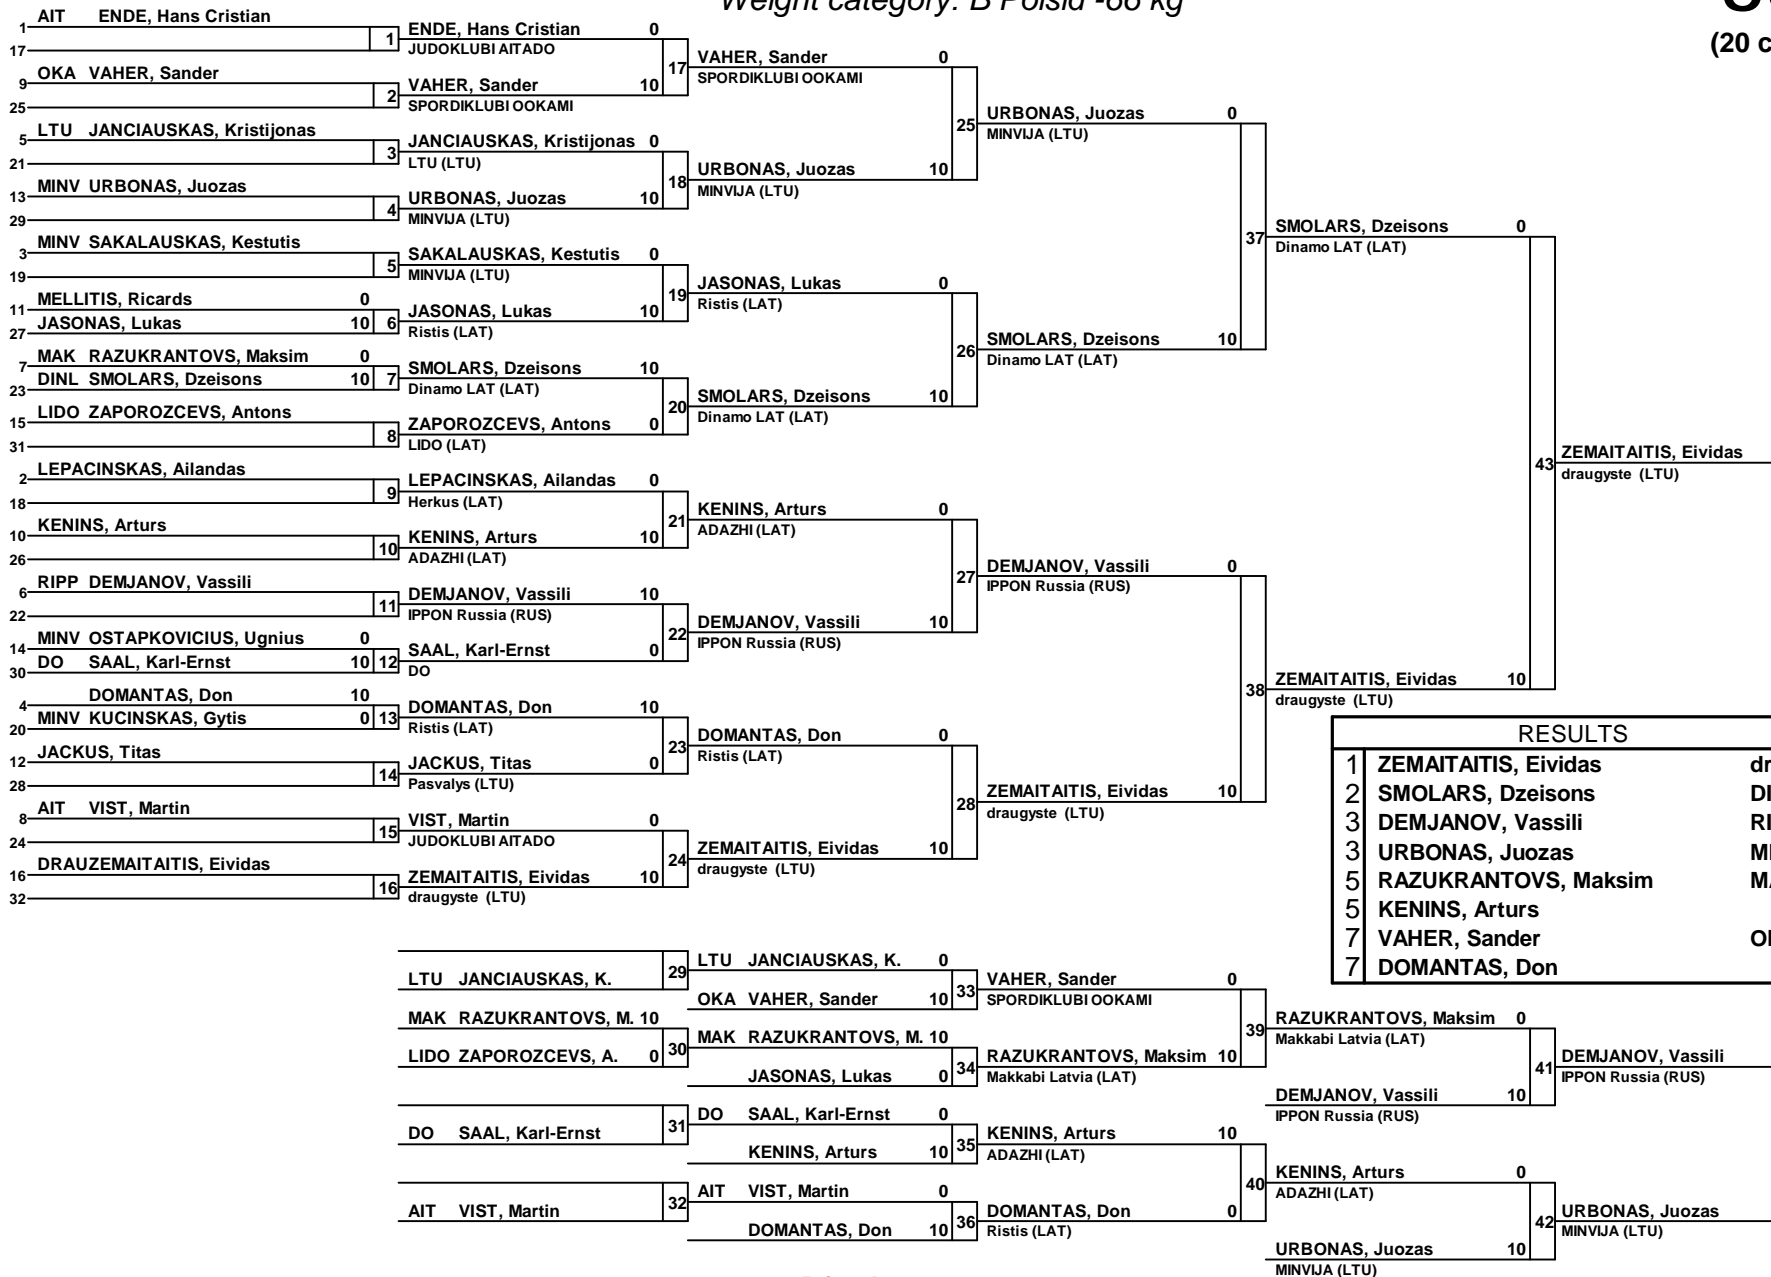 Weight category: B Poisid -66 kg
(20 c
1 AIT ENDE, Hans Cristian
17
1
9 OKA VAHER, Sander
25
2
5 LTU JANCIAUSKAS, Kristijonas
21
3
13 MINV URBONAS, Juozas
29
4
3 MINV SAKALAUSKAS, Kestutis
19
5
11 MELLITIS, Ricards 0
27 JASONAS, Lukas 10
6
7 MAK RAZUKRANTOVS, Maksim 0
23 DINL SMOLARS, Dzeisons 10
7
15 LIDO ZAPOROZCEVS, Antons
31
8
2 LEPACINSKAS, Ailandas
18
9
10 KENINS, Arturs
26
10
6 RIPP DEMJANOV, Vassili
22
11
14 MINV OSTAPKOVICIUS, Ugnius 0
30 DO SAAL, Karl-Ernst 10
12
4 DOMANTAS, Don 10
20 MINV KUCINSKAS, Gytis 0
13
12 JACKUS, Titas
28
14
8 AIT VIST, Martin
24
15
16 DRAUZEMAITAITIS, Eividas
32
16
ENDE, Hans Cristian 0
JUDOKLUBI AITADO
17
VAHER, Sander 10
SPORDIKLUBI OOKAMI
JANCIAUSKAS, Kristijonas 0
LTU (LTU)
18
URBONAS, Juozas 10
MINVIJA (LTU)
SAKALAUSKAS, Kestutis 0
MINVIJA (LTU)
19
JASONAS, Lukas 10
Ristis (LAT)
SMOLARS, Dzeisons 10
Dinamo LAT (LAT)
20
ZAPOROZCEVS, Antons 0
LIDO (LAT)
LEPACINSKAS, Ailandas 0
Herkus (LAT)
21
KENINS, Arturs 10
ADAZHI (LAT)
DEMJANOV, Vassili 10
IPPON Russia (RUS)
22
SAAL, Karl-Ernst 0
DO
DOMANTAS, Don 10
Ristis (LAT)
23
JACKUS, Titas 0
Pasvalys (LTU)
VIST, Martin 0
JUDOKLUBI AITADO
24
ZEMAITAITIS, Eividas 10
draugyste (LTU)
VAHER, Sander 0
SPORDIKLUBI OOKAMI
25
URBONAS, Juozas 10
MINVIJA (LTU)
JASONAS, Lukas 0
Ristis (LAT)
26
SMOLARS, Dzeisons 10
Dinamo LAT (LAT)
KENINS, Arturs 0
ADAZHI (LAT)
27
DEMJANOV, Vassili 10
IPPON Russia (RUS)
DOMANTAS, Don 0
Ristis (LAT)
28
ZEMAITAITIS, Eividas 10
draugyste (LTU)
URBONAS, Juozas 0
MINVIJA (LTU)
37
SMOLARS, Dzeisons 10
Dinamo LAT (LAT)
DEMJANOV, Vassili 0
IPPON Russia (RUS)
38
ZEMAITAITIS, Eividas 10
draugyste (LTU)
SMOLARS, Dzeisons 0
Dinamo LAT (LAT)
43
ZEMAITAITIS, Eividas 10
draugyste (LTU)
ZEMAITAITIS, Eividas
draugyste (LTU)
RESULTS
1 ZEMAITAITIS, Eividas dr
2 SMOLARS, Dzeisons DI
3 DEMJANOV, Vassili RI
3 URBONAS, Juozas MI
5 RAZUKRANTOVS, Maksim MA
5 KENINS, Arturs
7 VAHER, Sander
7 DOMANTAS, Don
LTU JANCIAUSKAS, K.
29
MAK RAZUKRANTOVS, M. 10
LIDO ZAPOROZCEVS, A. 0
30
DO SAAL, Karl-Ernst
31
AIT VIST, Martin
32
LTU JANCIAUSKAS, K. 0
OKA VAHER, Sander 10
33
MAK RAZUKRANTOVS, M. 10
JASONAS, Lukas 0
34
DO SAAL, Karl-Ernst 0
KENINS, Arturs 10
35
AIT VIST, Martin 0
DOMANTAS, Don 10
36
VAHER, Sander 0
SPORDIKLUBI OOKAMI
39
RAZUKRANTOVS, Maksim 10
Makkabi Latvia (LAT)
KENINS, Arturs 10
ADAZHI (LAT)
40
DOMANTAS, Don 0
Ristis (LAT)
RAZUKRANTOVS, Maksim 0
Makkabi Latvia (LAT)
41
DEMJANOV, Vassili 10
IPPON Russia (RUS)
KENINS, Arturs 0
ADAZHI (LAT)
42
URBONAS, Juozas 10
MINVIJA (LTU)
DEMJANOV, Vassili
IPPON Russia (RUS)
URBONAS, Juozas
MINVIJA (LTU)